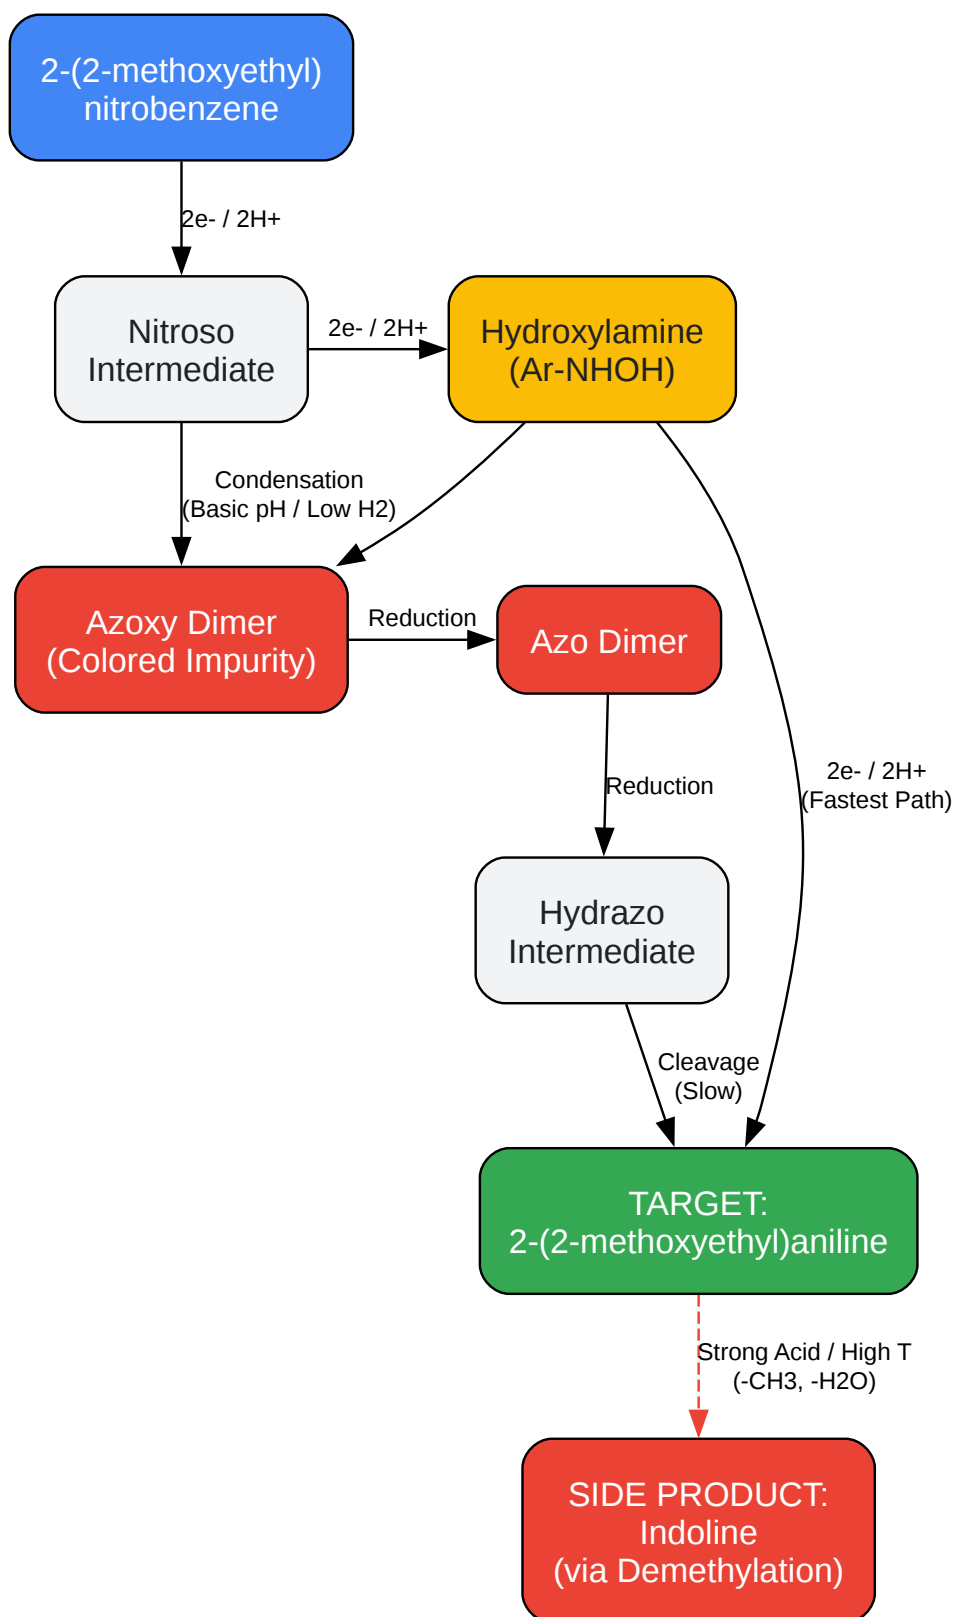 2-(2-methoxyethyl)
nitrobenzene
2e- / 2H+
Nitroso
Intermediate
2e- / 2H+
Hydroxylamine
(Ar-NHOH)
Condensation
(Basic pH / Low H2)
Azoxy Dimer
(Colored Impurity)
Reduction
Azo Dimer
2e- / 2H+
(Fastest Path)
Reduction
Hydrazo
Intermediate
Cleavage
(Slow)
TARGET:
2-(2-methoxyethyl)aniline
Strong Acid / High T
(-CH3, -H2O)
SIDE PRODUCT:
Indoline
(via Demethylation)